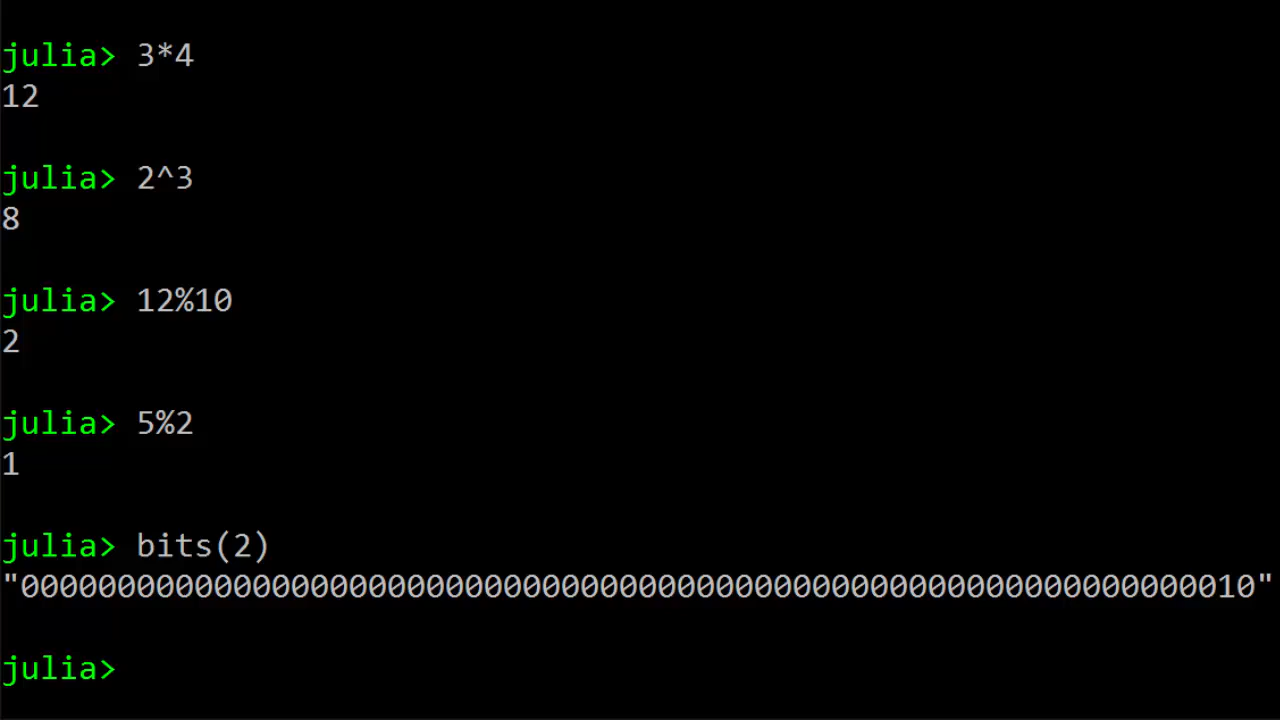 julia> 3*4
12
julia> 2^3
8
julia> 12%10
2
julia> 5%2
1
julia> bits(2)
"0000000000000000000000000000000000000000000000000000000000000010"
julia>